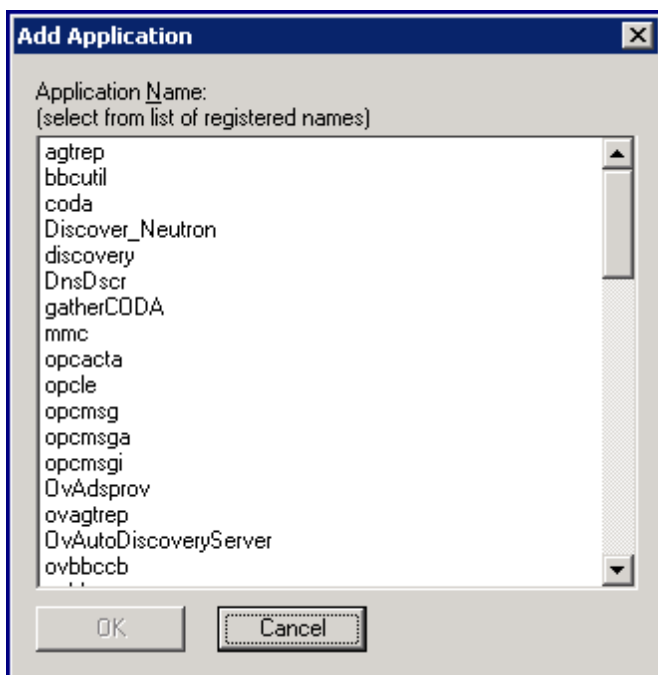 Add Application
Application Name:
(select from list of registered names)
agtrep
bbcutil
coda
Discover_Neutron
discovery
DnsDscr
gatherCODA
mmc
opcacta
opcle
opcmsg
opcmsga
opcmsgi
OvAdsprov
ovagtrep
OvAutoDiscoveryServer
ovbbccb
OK
Cancel